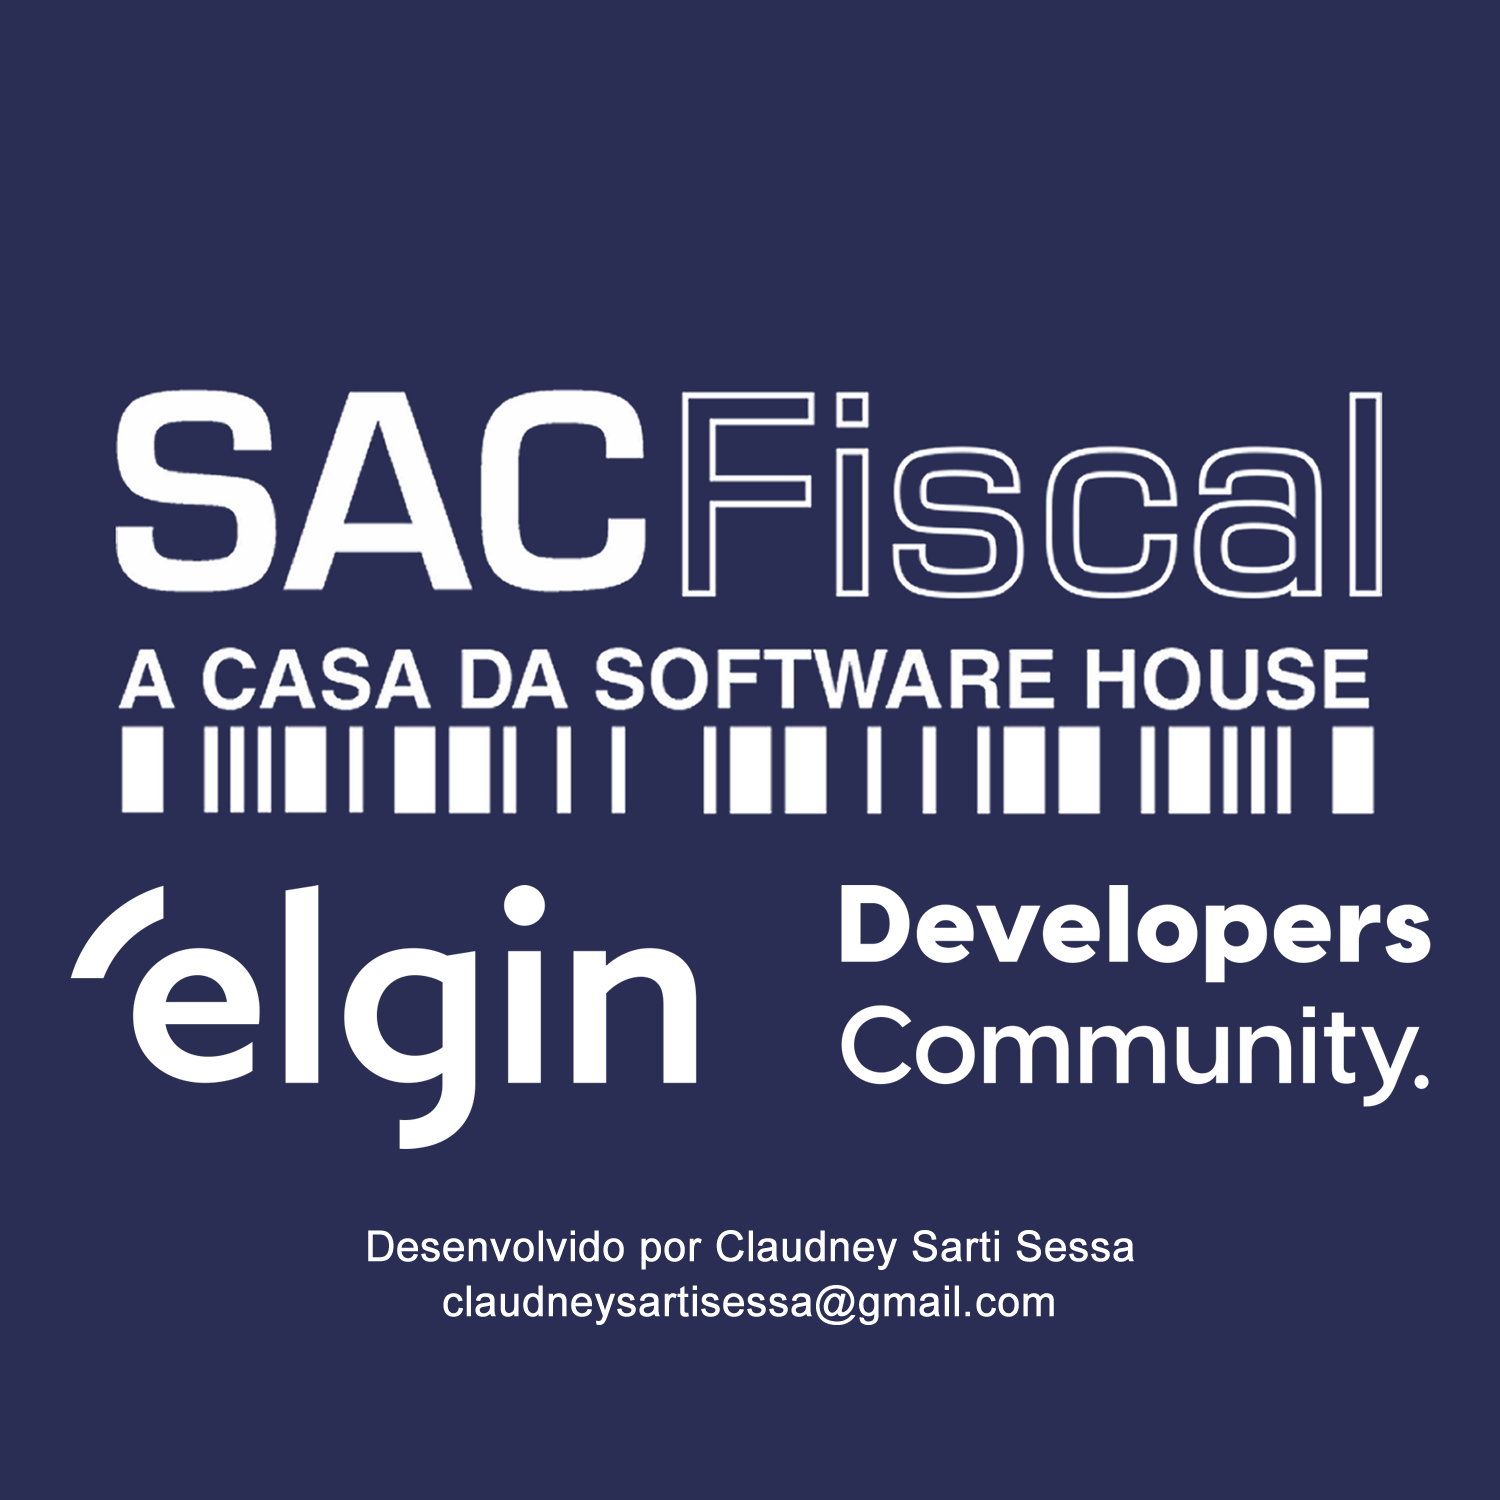 SACFiscal
A CASA DA SOFTWARE HOUSE
elgin
Developers
Community.
Desenvolvido por Claudney Sarti Sessa
claudneysartisessa@gmail.com